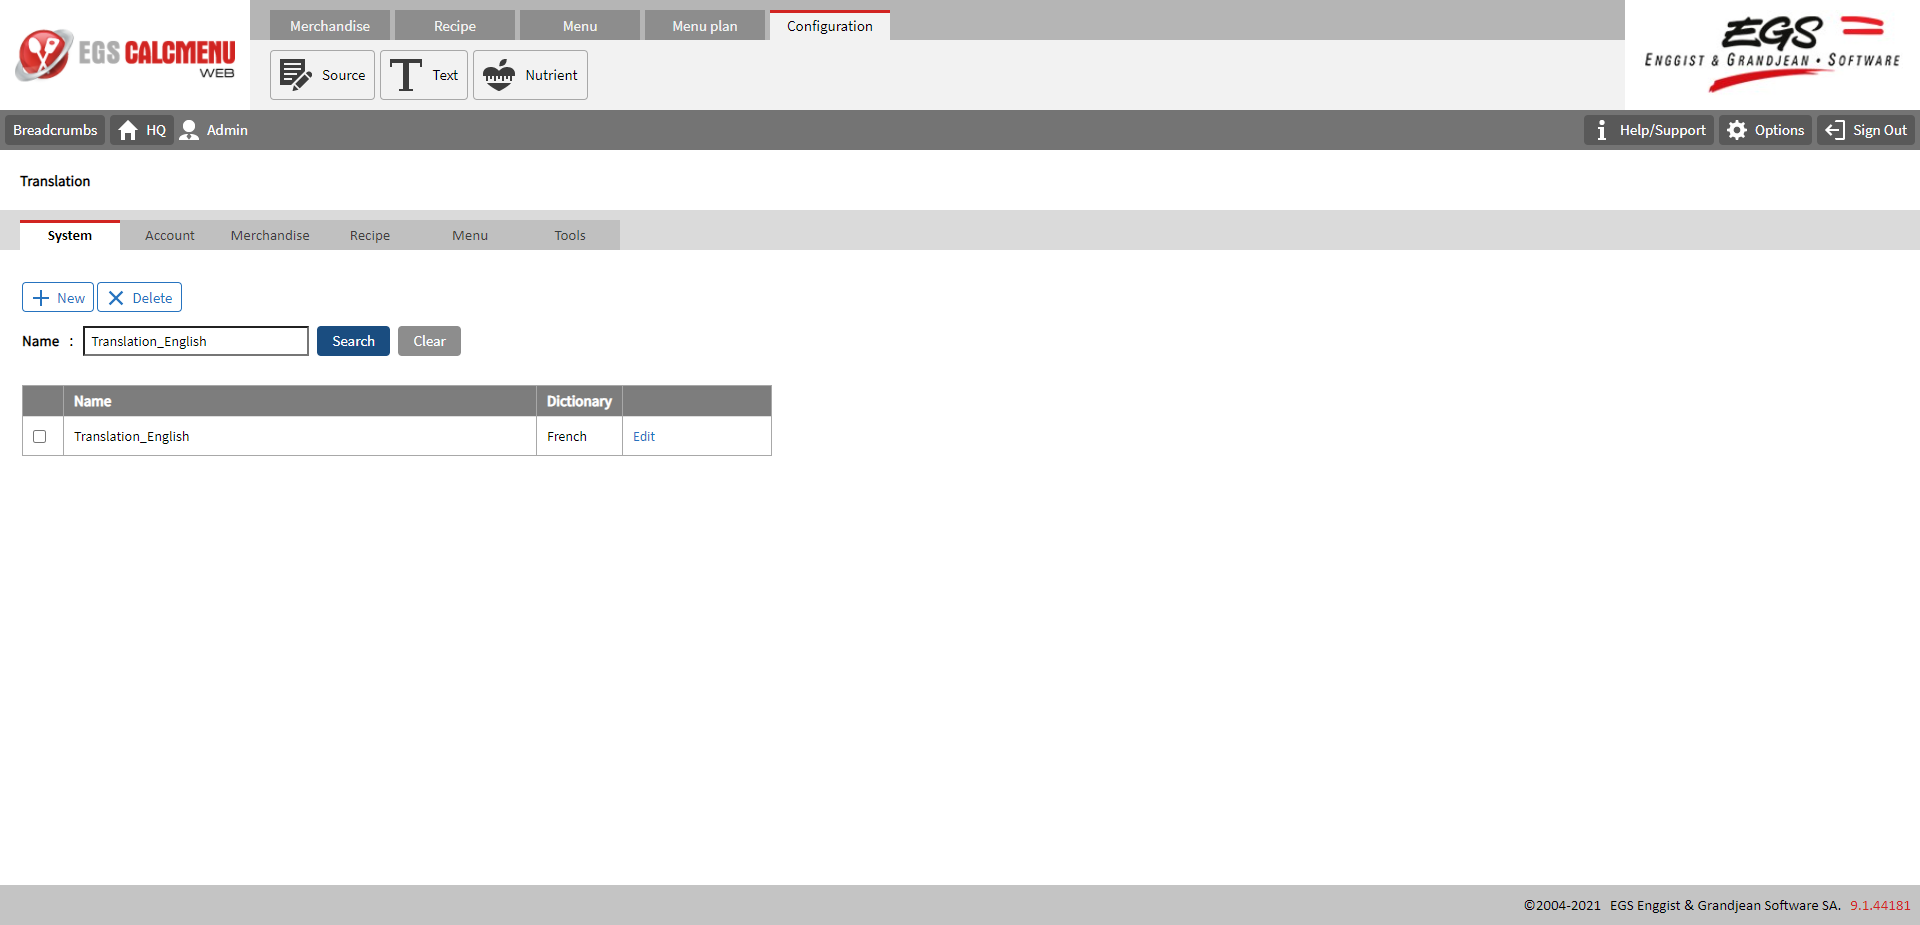 EGS CALCMENU
WEB
Merchandise
Recipe
Menu
Menu plan
Configuration
Source
Text
Nutrient
EGS
ENGGIST & GRANDJEAN • SOFTWARE
Breadcrumbs
HQ
Admin
Help/Support
Options
Sign Out
Translation
System
Account
Merchandise
Recipe
Menu
Tools
New
Delete
Name :
Translation_English
Search
Clear
Name
Dictionary
Translation_English
French
Edit
©2004-2021 EGS Enggist & Grandjean Software SA. 9.1.44181